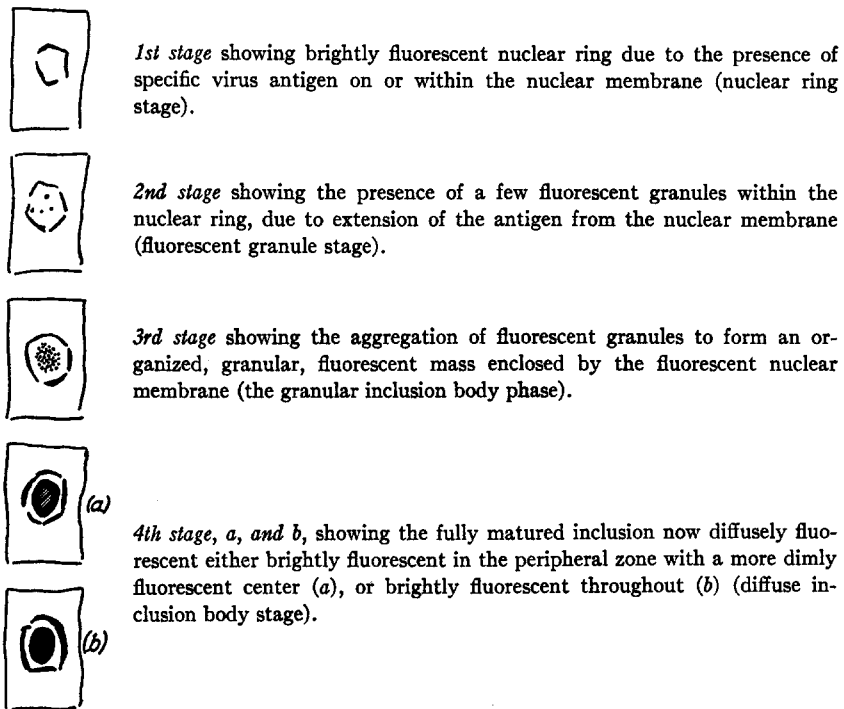 1st stage showing brightly fluorescent nuclear ring due to the presence of
specific virus antigen on or within the nuclear membrane (nuclear ring
stage).
2nd stage showing the presence of a few fluorescent granules within the
nuclear ring, due to extension of the antigen from the nuclear membrane
(fluorescent granule stage).
3rd stage showing the aggregation of fluorescent granules to form an or-
ganized, granular, fluorescent mass enclosed by the fluorescent nuclear
membrane (the granular inclusion body phase).
(a)
4th stage, a, and b, showing the fully matured inclusion now diffusely fluo-
rescent either brightly fluorescent in the peripheral zone with a more dimly
fluorescent center (a), or brightly fluorescent throughout (b) (diffuse in-
clusion body stage).
(b)